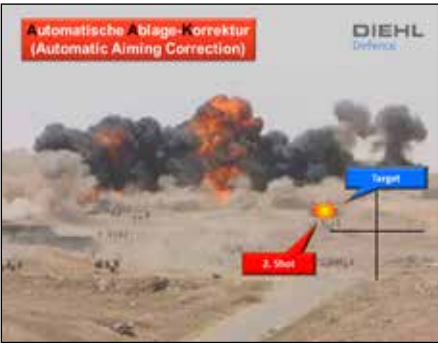 Automatische Ablage-Korrektur
(Automatic Aiming Correction)
DIEHL
Defence
Target
2. Shot